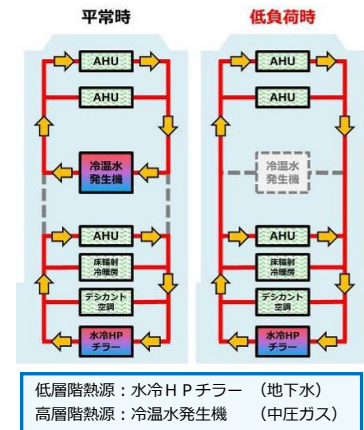 平常時
AHU
AHU
冷温水
発生機
AHU
床輻射
冷暖房
デシカント
空調
水冷HP
チラー
低負荷時
AHU
AHU
冷温水
発生機
AHU
床輻射
冷暖房
デシカント
空調
水冷HP
チラー
低層階熱源：水冷ＨＰチラー （地下水）
高層階熱源：冷温水発生機 （中圧ガス）